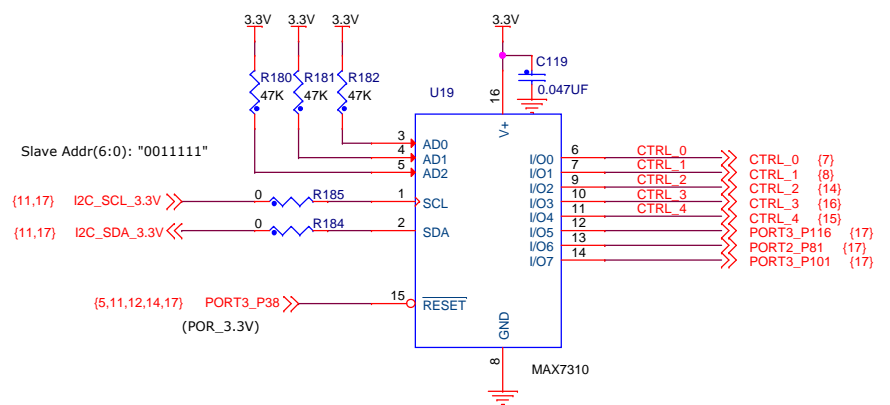 3.3V 3.3V 3.3V 3.3V
C119
R180 R181 R182
47K 47K 47K
0.047UF
U19
16
V+
3 AD0
4 AD1
5 AD2
Slave Addr(6:0): "0011111"
6 I/O0 CTRL_0 CTRL_0 {7}
7 I/O1 CTRL_1 CTRL_1 {8}
9 I/O2 CTRL_2 CTRL_2 {14}
10 I/O3 CTRL_3 CTRL_3 {16}
11 I/O4 CTRL_4 CTRL_4 {15}
12 I/O5 PORT3_P116 {17}
13 I/O6 PORT2_P81 {17}
14 I/O7 PORT3_P101 {17}
{11,17} I2C_SCL_3.3V 0 R185 1 SCL
{11,17} I2C_SDA_3.3V 0 R184 2 SDA
{5,11,12,14,17} PORT3_P38 15 RESET
(POR_3.3V)
GND
8
MAX7310